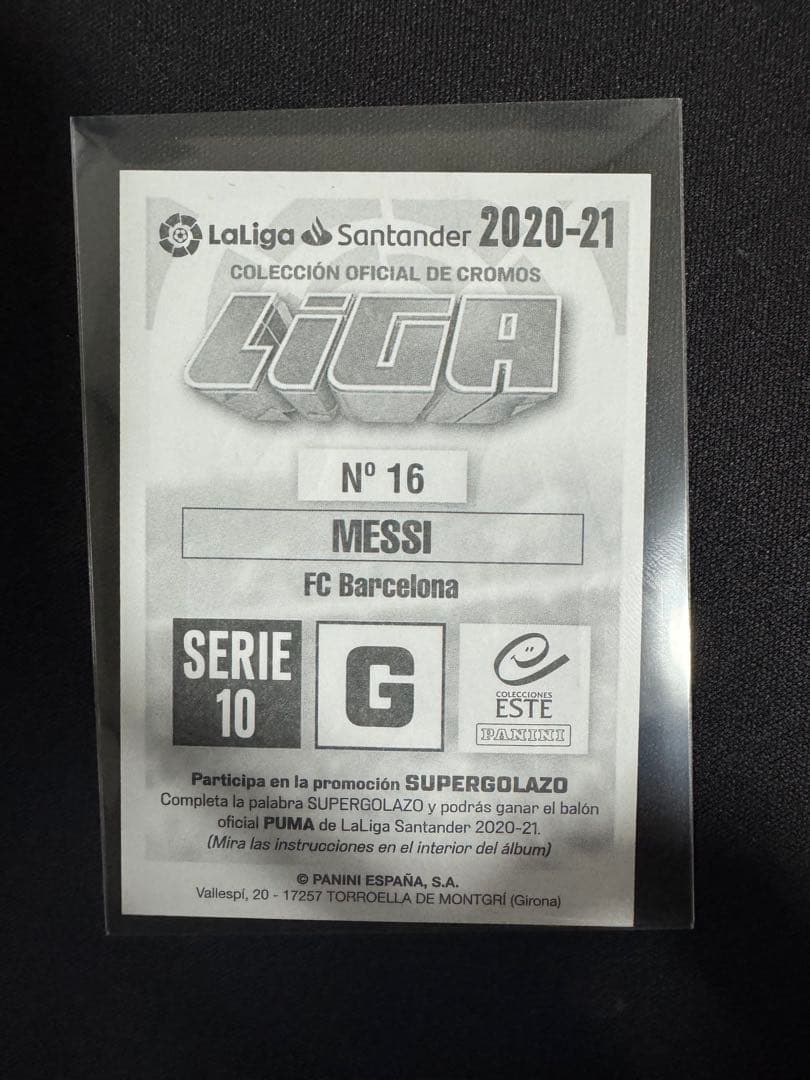 LaLiga Santander 2020-21
COLECCIÓN OFICIAL DE CROMOS
LiGA
Nº 16
MESSI
FC Barcelona
SERIE
10
G
COLECCIONES
ESTE
PANINI
Participa en la promoción SUPERGOLAZO
Completa la palabra SUPERGOLAZO y podrás ganar el balón
oficial PUMA de LaLiga Santander 2020-21.
(Mira las instrucciones en el interior del álbum)
© PANINI ESPAÑA, S.A.
Vallespí, 20 - 17257 TORROELLA DE MONTGRÍ (Girona)